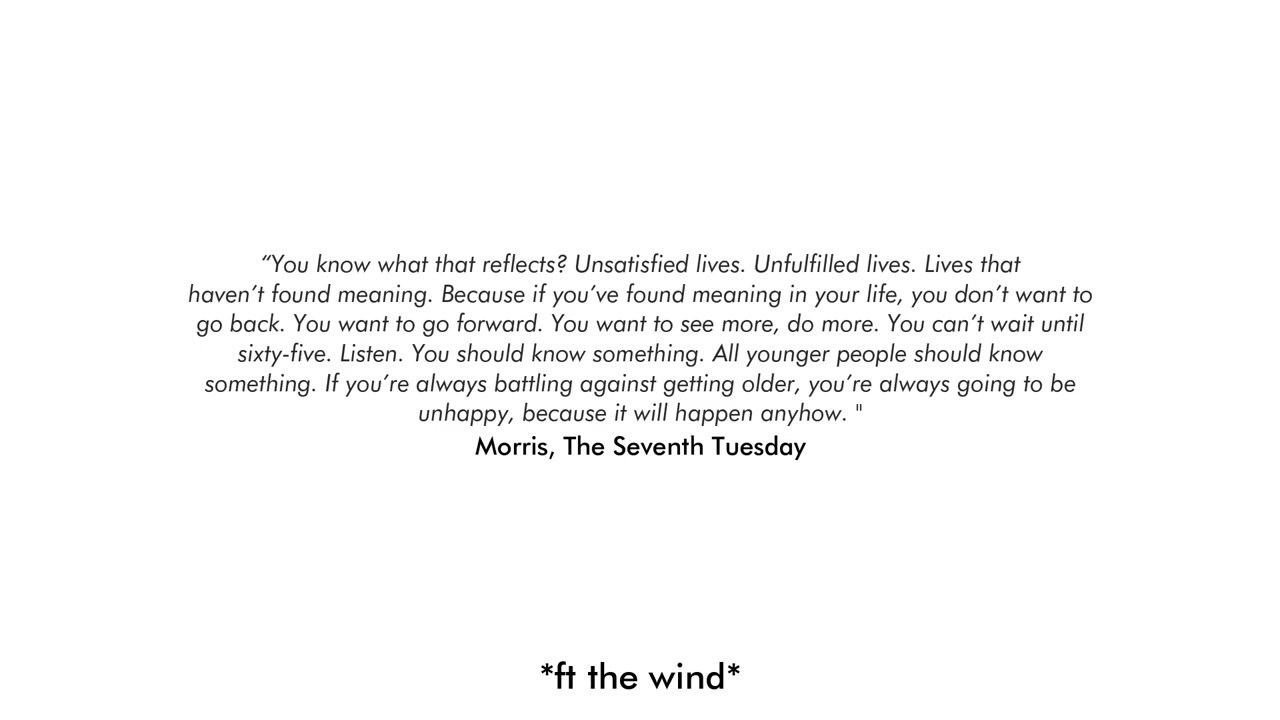 “You know what that reflects? Unsatisfied lives. Unfulfilled lives. Lives that
haven’t found meaning. Because if you’ve found meaning in your life, you don’t want to
go back. You want to go forward. You want to see more, do more. You can’t wait until
sixty-five. Listen. You should know something. All younger people should know
something. If you’re always battling against getting older, you’re always going to be
unhappy, because it will happen anyhow. "
Morris, The Seventh Tuesday
*ft the wind*